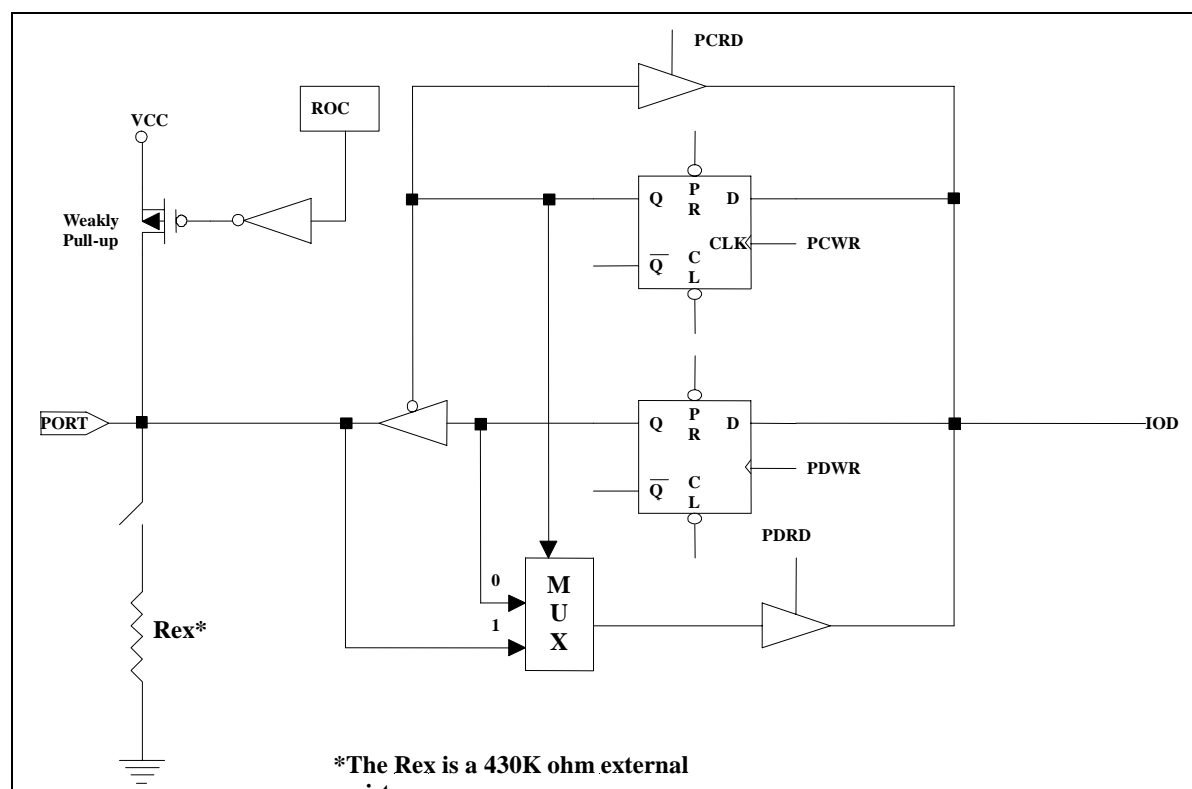 PCRD
ROC
VCC
Weakly
Pull-up
Q
P
R
D
CLK
PCWR
Q
C
L
PORT
Q
P
R
D
IOD
PDWR
Q
C
L
PDRD
0
1
M
U
X
Rex*
*The Rex is a 430K ohm external